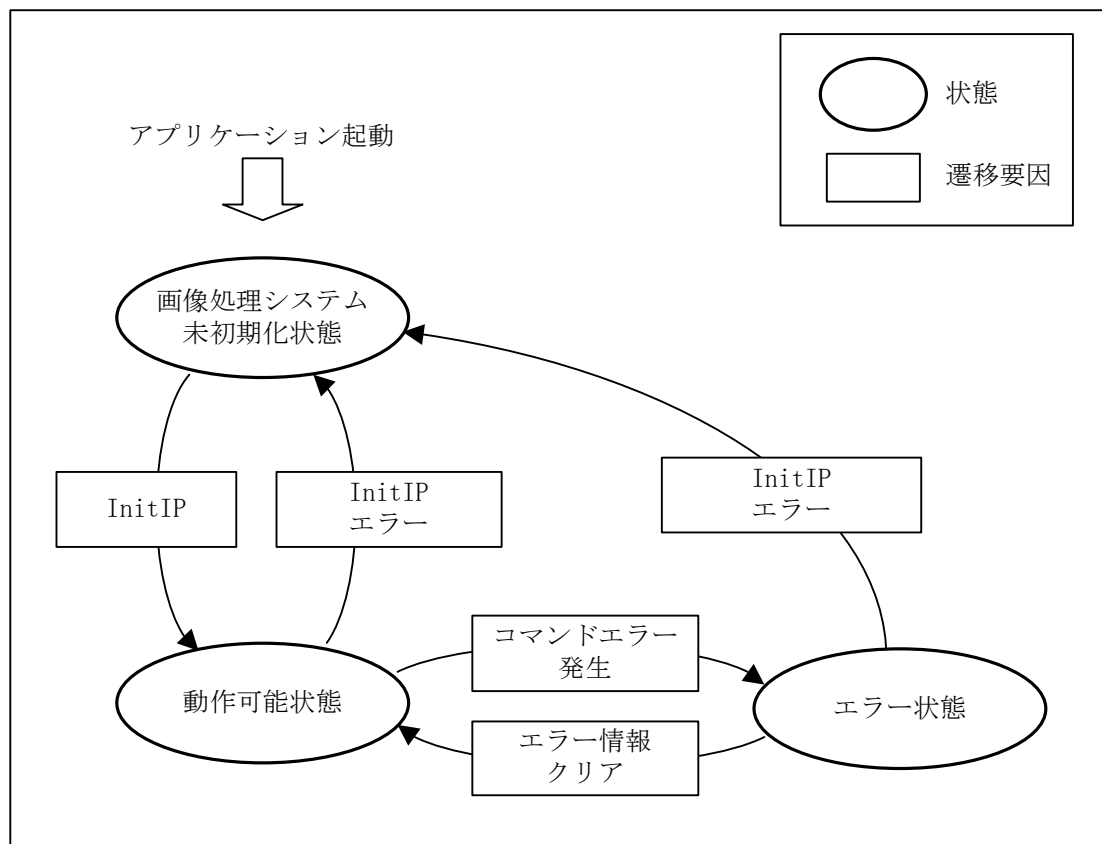 状態
遷移要因
アプリケーション起動
画像処理システム
未初期化状態
InitIP
InitIP
エラー
InitIP
エラー
コマンドエラー
発生
動作可能状態
エラー状態
エラー情報
クリア